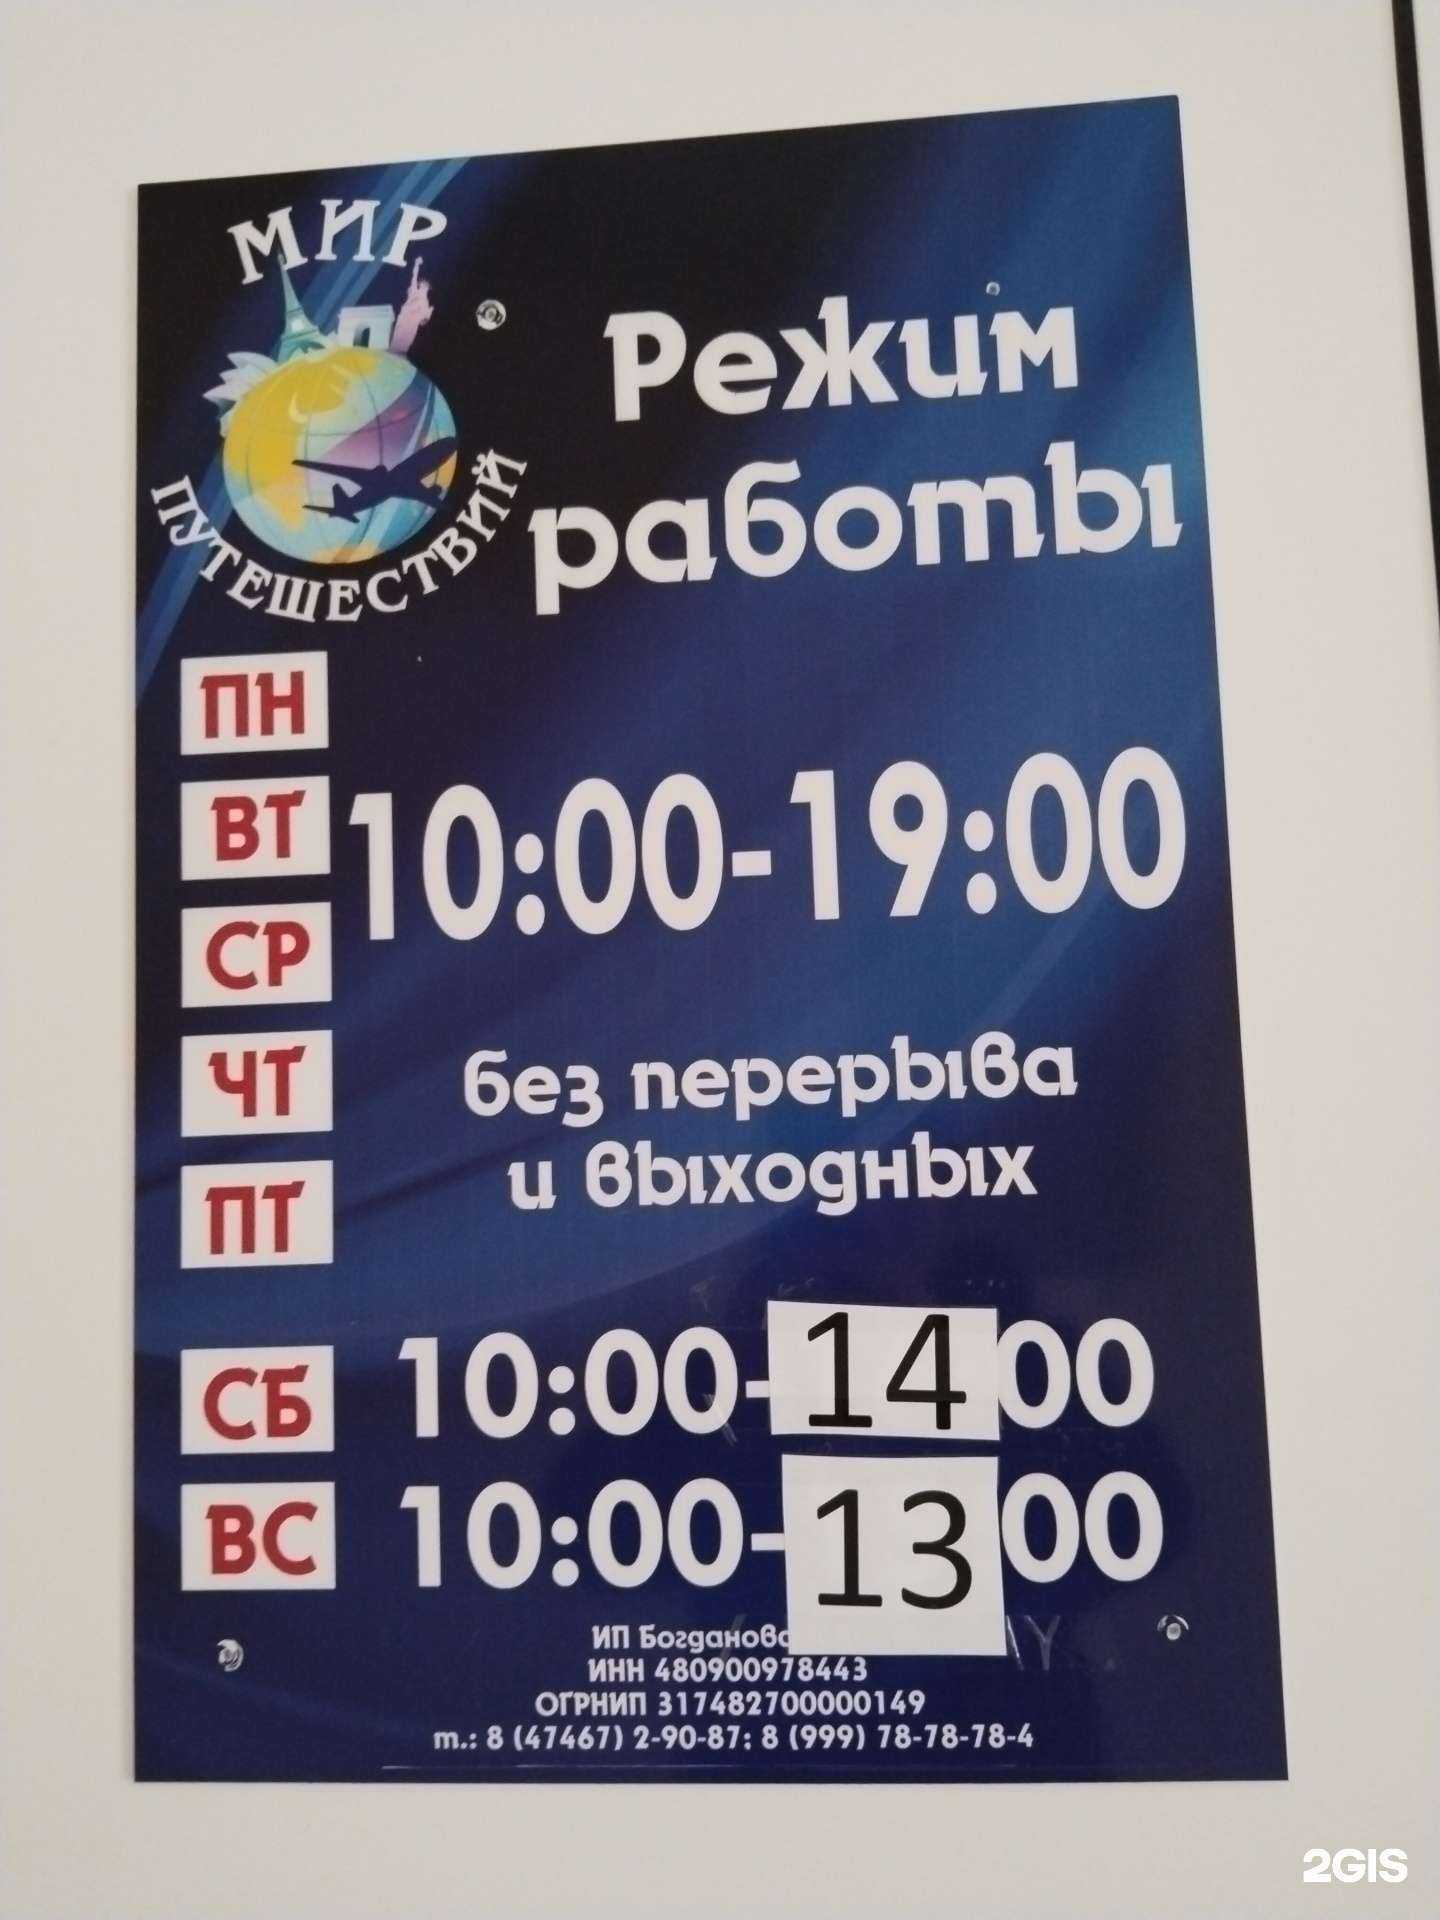 МИР
ПУТЕШЕСТВИЙ
Режим
работы
ПН
ВТ
10:00-19:00
СР
ЧТ
без перерыва
ПТ
и выходных
СБ 10:00-14 00
ВС 10:00-13 00
ИП
ИНН 480900978443
ОГРНИП 317482700000149
т.: 8 (47467) 2-90-87; 8 (999) 78-78-78-4
2GIS